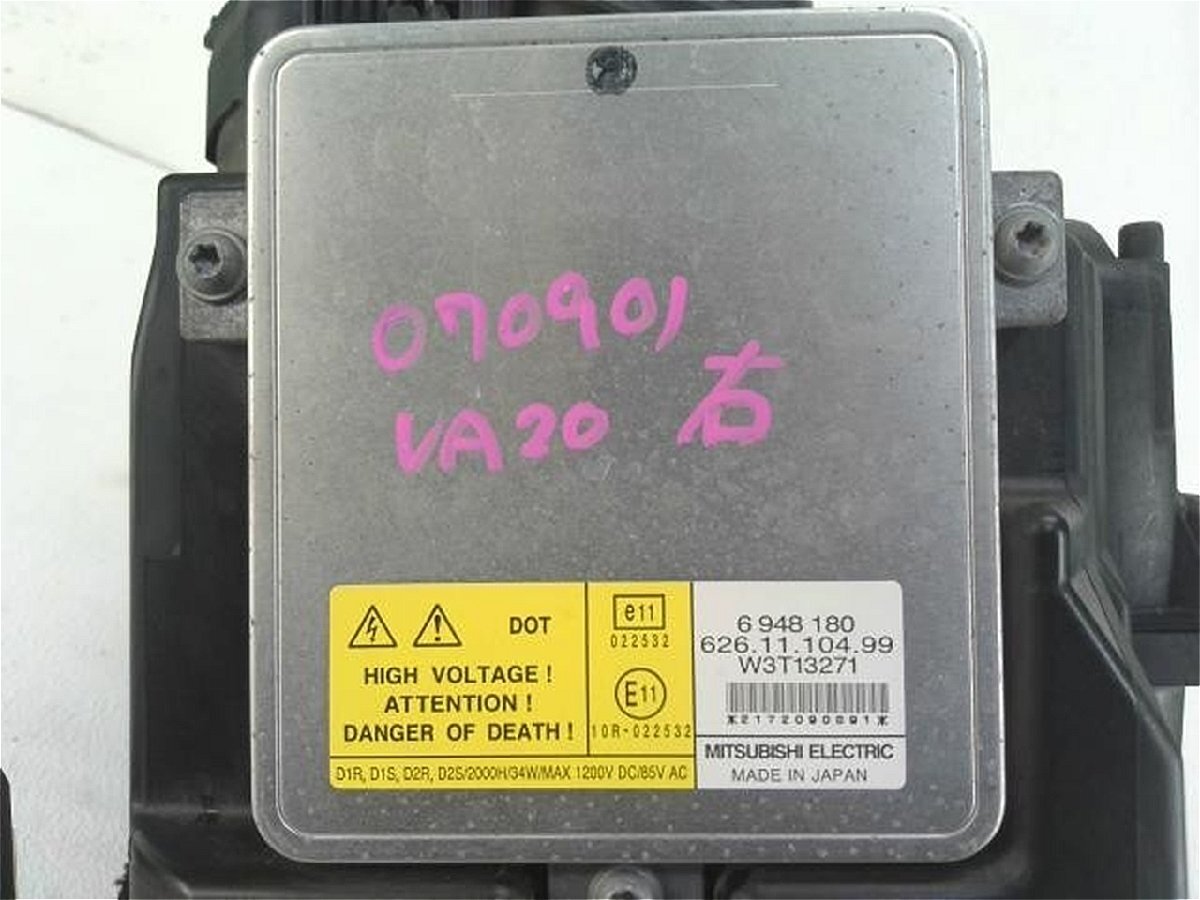 070901
VA20 右
DOT
HIGH VOLTAGE!
ATTENTION!
DANGER OF DEATH!
e11
022532
E11
10R-022532
6 948 180
626.11.104.99
W3T13271
*2172090891*
MITSUBISHI ELECTRIC
MADE IN JAPAN
D1R, D1S, D2R, D2S/2000H/34W/MAX 1200V DC/85V AC